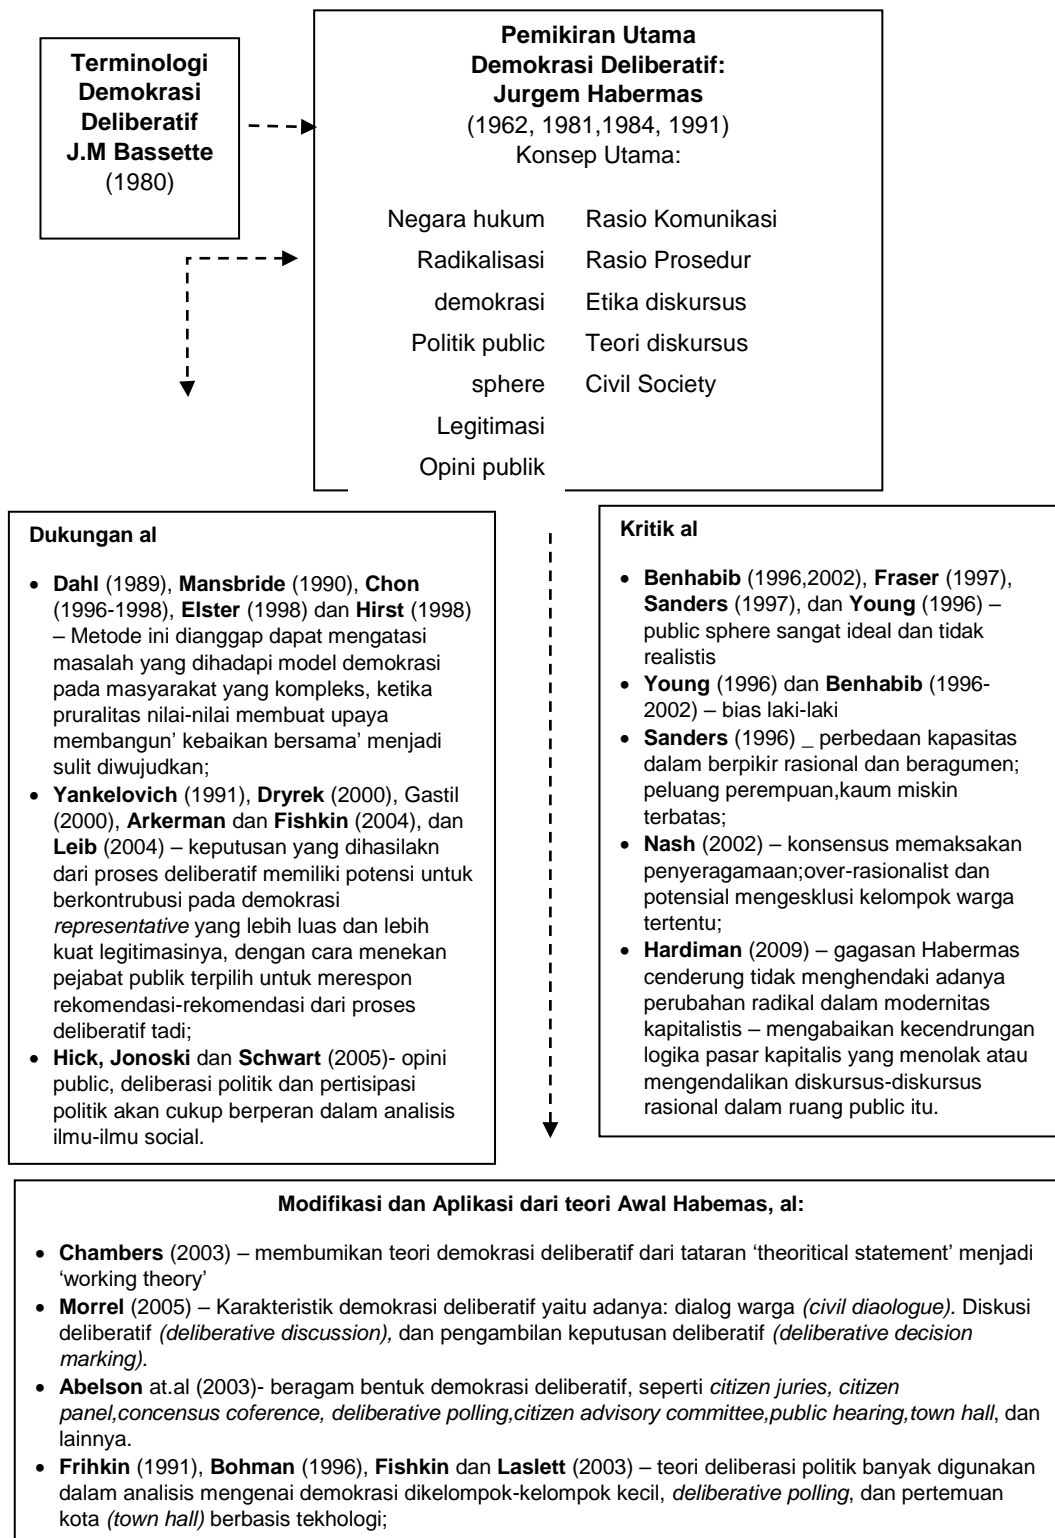 Terminologi
Demokrasi
Deliberatif
J.M Bassette
(1980)
Pemikiran Utama
Demokrasi Deliberatif:
Jurgem Habermas
(1962, 1981,1984, 1991)
Konsep Utama:
Negara hukum
Radikalisasi
demokrasi
Politik public
sphere
Legitimasi
Opini publik
Rasio Komunikasi
Rasio Prosedur
Etika diskursus
Teori diskursus
Civil Society
Dukungan al
• Dahl (1989), Mansbride (1990), Chon
(1996-1998), Elster (1998) dan Hirst (1998)
– Metode ini dianggap dapat mengatasi
masalah yang dihadapi model demokrasi
pada masyarakat yang kompleks, ketika
pruralitas nilai-nilai membuat upaya
membangun’ kebaikan bersama’ menjadi
sulit diwujudkan;
• Yankelovich (1991), Dryrek (2000), Gastil
(2000), Arkerman dan Fishkin (2004), dan
Leib (2004) – keputusan yang dihasilakn
dari proses deliberatif memiliki potensi untuk
berkontrubusi pada demokrasi
representative yang lebih luas dan lebih
kuat legitimasinya, dengan cara menekan
pejabat publik terpilih untuk merespon
rekomendasi-rekomendasi dari proses
deliberatif tadi;
• Hick, Jonoski dan Schwart (2005)- opini
public, deliberasi politik dan pertisipasi
politik akan cukup berperan dalam analisis
ilmu-ilmu social.
Kritik al
• Benhabib (1996,2002), Fraser (1997),
Sanders (1997), dan Young (1996) –
public sphere sangat ideal dan tidak
realistis
• Young (1996) dan Benhabib (1996-
2002) – bias laki-laki
• Sanders (1996) _ perbedaan kapasitas
dalam berpikir rasional dan beragumen;
peluang perempuan,kaum miskin
terbatas;
• Nash (2002) – konsensus memaksakan
penyeragamaan;over-rasionalist dan
potensial mengesklusi kelompok warga
tertentu;
• Hardiman (2009) – gagasan Habermas
cenderung tidak menghendaki adanya
perubahan radikal dalam modernitas
kapitalistis – mengabaikan kecendrungan
logika pasar kapitalis yang menolak atau
mengendalikan diskursus-diskursus
rasional dalam ruang public itu.
Modifikasi dan Aplikasi dari teori Awal Habemas, al:
• Chambers (2003) – membumikan teori demokrasi deliberatif dari tataran ‘theoritical statement’ menjadi
‘working theory’
• Morrel (2005) – Karakteristik demokrasi deliberatif yaitu adanya: dialog warga (civil diaologue). Diskusi
deliberatif (deliberative discussion), dan pengambilan keputusan deliberatif (deliberative decision
marking).
• Abelson at.al (2003)- beragam bentuk demokrasi deliberatif, seperti citizen juries, citizen
panel,concensus coference, deliberative polling,citizen advisory committee,public hearing,town hall, dan
lainnya.
• Frihkin (1991), Bohman (1996), Fishkin dan Laslett (2003) – teori deliberasi politik banyak digunakan
dalam analisis mengenai demokrasi dikelompok-kelompok kecil, deliberative polling, dan pertemuan
kota (town hall) berbasis tekhologi;